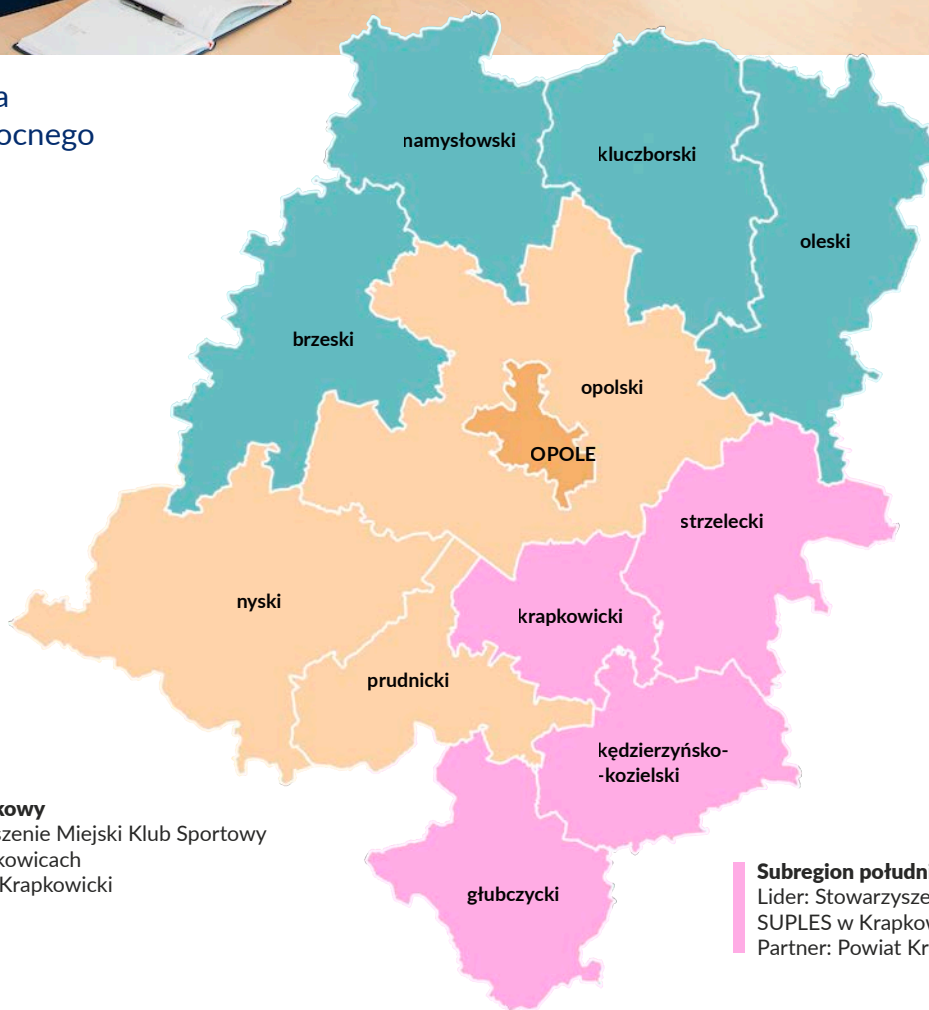 a
ocnego
namysłowski
kluczborski
oleski
brzeski
opolski
OPOLE
strzelecki
nyski
krapkowicki
prudnicki
kędzierzyńsko-
-kozielski
głubczycki
kowy
szenie Miejski Klub Sportowy
kowicach
Krapkowicki
Subregion południ
Lider: Stowarzysze
SUPLES w Krapkow
Partner: Powiat Kr